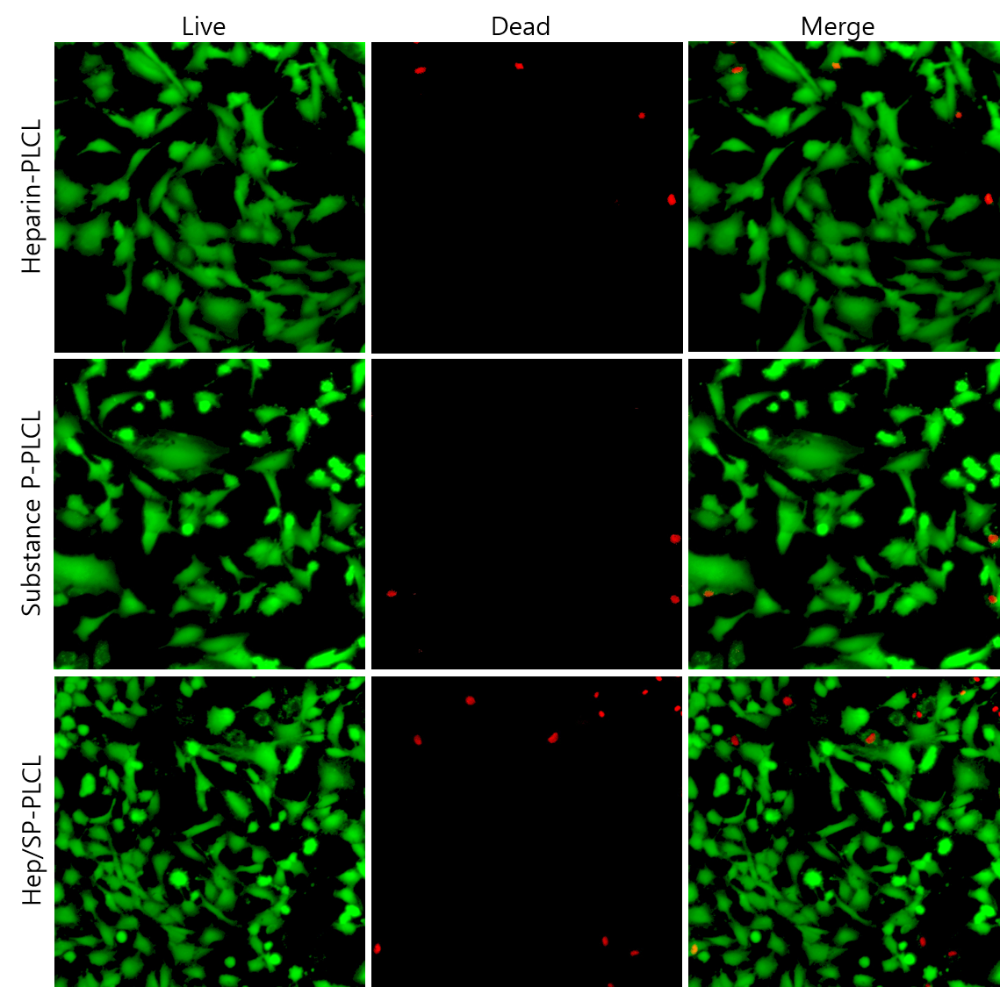 Live
Dead
Merge
Heparin-PLCL
Substance P-PLCL
Hep/SP-PLCL